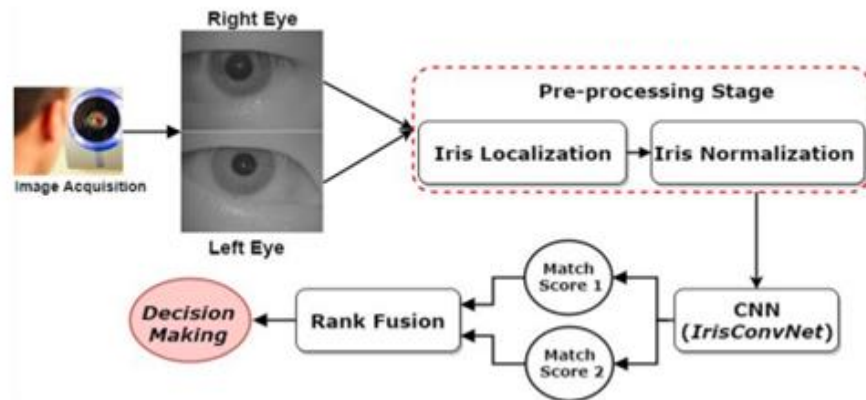 Right Eye
Image Acquisition
Left Eye
Pre-processing Stage
Iris Localization
Iris Normalization
CNN
(IrisConvNet)
Match
Score 1
Match
Score 2
Rank Fusion
Decision
Making